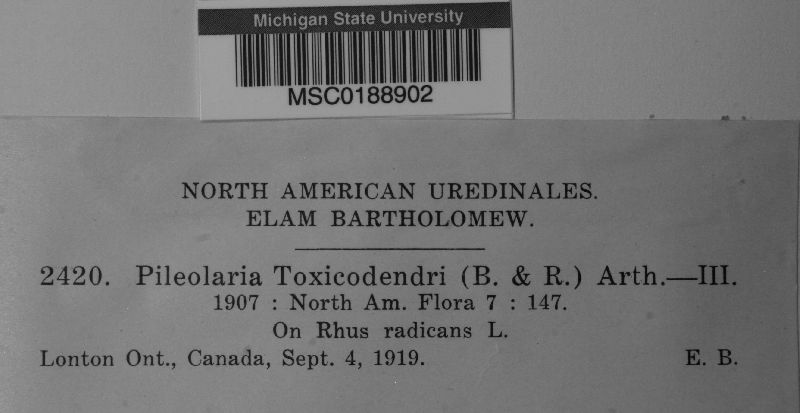 Michigan State University
MSC0188902
NORTH AMERICAN UREDINALES.
ELAM BARTHOLOMEW.
2420. Pileolaria Toxicodendri (B. & R.) Arth.—III.
1907 : North Am. Flora 7 : 147.
On Rhus radicans L.
Lonton Ont., Canada, Sept. 4, 1919. E. B.